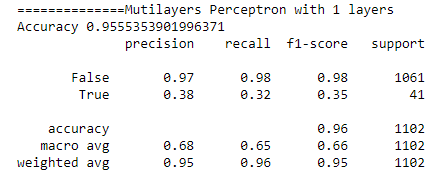 ==============Mutilayers Perceptron with 1 layers
Accuracy 0.9555353901996371
precision recall f1-score support
False 0.97 0.98 0.98 1061
True 0.38 0.32 0.35 41
accuracy 0.96 1102
macro avg 0.68 0.65 0.66 1102
weighted avg 0.95 0.96 0.95 1102